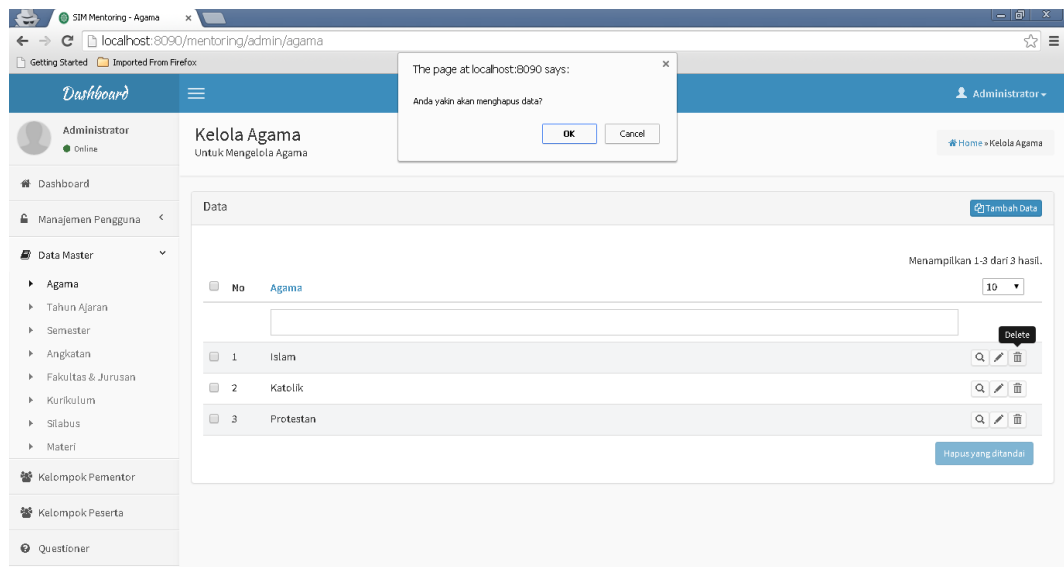 SIM Mentoring - Agama
localhost:8090/mentoring/admin/agama
Getting Started Imported From Firefox
The page at localhost:8090 says:
Anda yakin akan menghapus data?
OK Cancel
Dashboard
Administrator
Administrator
Online
Kelola Agama
Untuk Mengelola Agama
Home » Kelola Agama
Dashboard
Manajemen Pengguna
Data Master
Agama
Tahun Ajaran
Semester
Angkatan
Fakultas & Jurusan
Kurikulum
Silabus
Materi
Kelompok Pementor
Kelompok Peserta
Questioner
Data
Tambah Data
Menampilkan 1-3 dari 3 hasil.
No Agama 10
Delete
1 Islam
2 Katolik
3 Protestan
Hapus yang ditandai